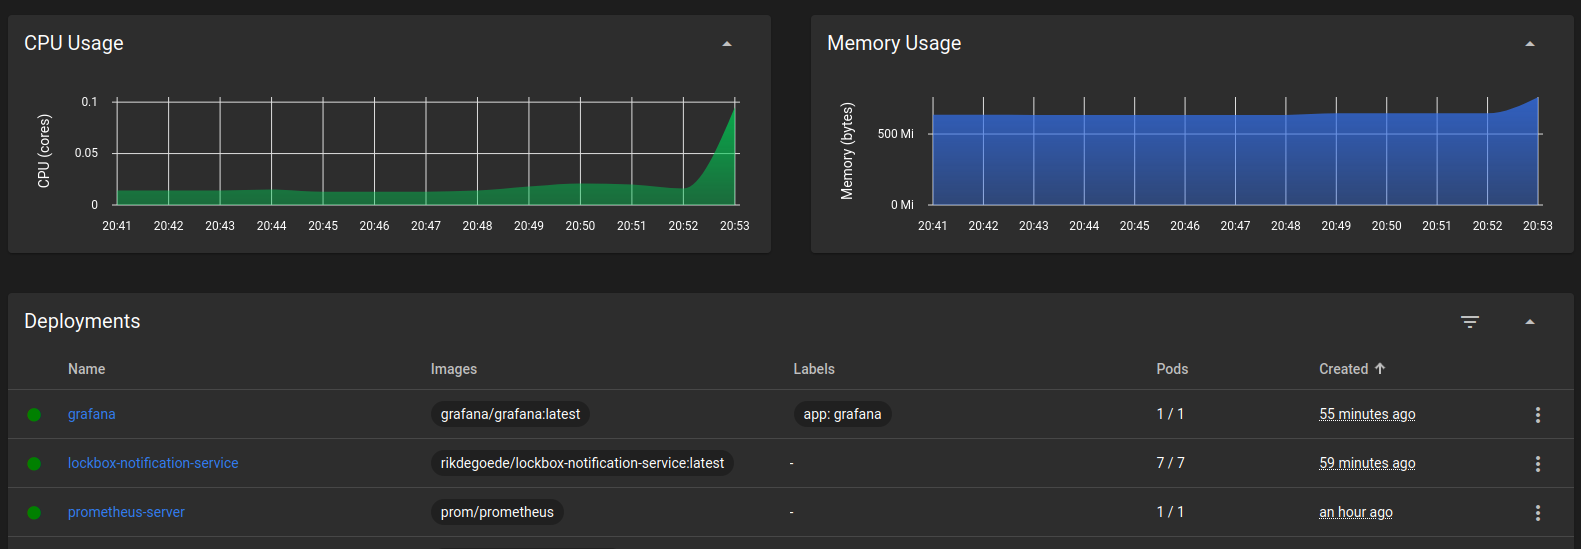 CPU Usage
Memory Usage
CPU (cores)
0.1
0.05
0
20:41 20:42 20:43 20:44 20:45 20:46 20:47 20:48 20:49 20:50 20:51 20:52 20:53
Memory (bytes)
500 Mi
0 Mi
20:41 20:42 20:43 20:44 20:45 20:46 20:47 20:48 20:49 20:50 20:51 20:52 20:53
Deployments
Name Images Labels Pods Created
grafana grafana/grafana:latest app: grafana 1 / 1 55 minutes ago
lockbox-notification-service rikdegoede/lockbox-notification-service:latest - 7 / 7 59 minutes ago
prometheus-server prom/prometheus - 1 / 1 an hour ago